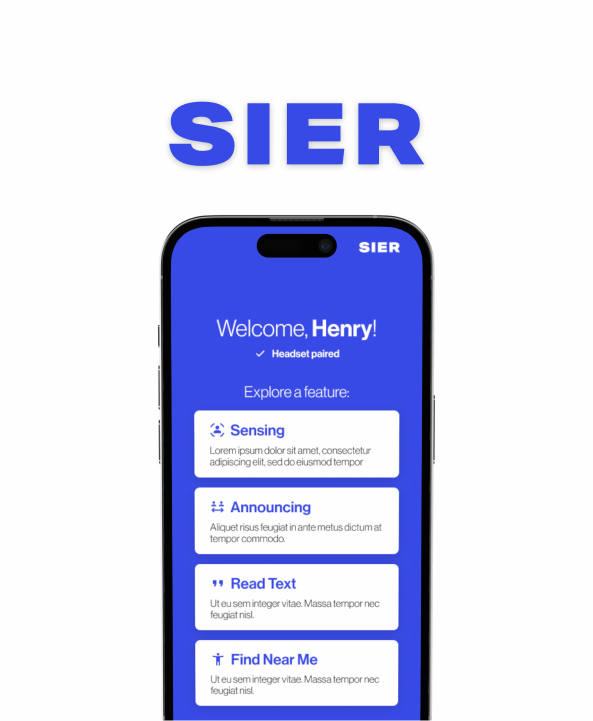 SIER
SIER
Welcome, Henry!
Headset paired
Explore a feature:
Sensing
Lorem ipsum dolor sit amet, consectetur
adipiscing elit, sed do eiusmod tempor
Announcing
Aliquet risus feugiat in ante metus dictum at
tempor commodo.
Read Text
Ut eu sem integer vitae. Massa tempor nec
feugiat nisl.
Find Near Me
Ut eu sem integer vitae. Massa tempor nec
feugiat nisl.